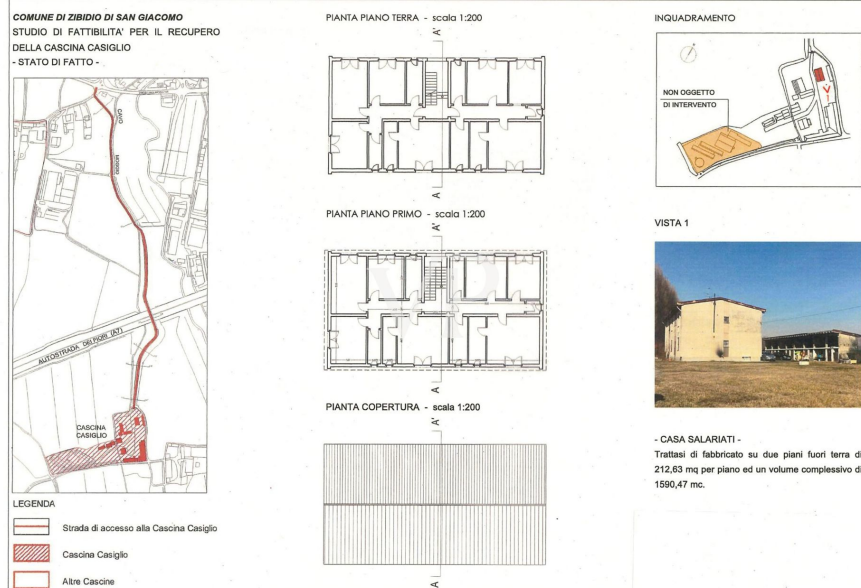 COMUNE DI ZIBIDIO DI SAN GIACOMO
STUDIO DI FATTIBILITA' PER IL RECUPERO
DELLA CASCINA CASIGLIO
- STATO DI FATTO -
CAVO
MOGGIO
AUTOSTRADA DEI FIORI (A7)
CASCINA
CASIGLIO
LEGENDA
Strada di accesso alla Cascina Casiglio
Cascina Casiglio
Altre Cascine
PIANTA PIANO TERRA - scala 1:200
A'
A
PIANTA PIANO PRIMO - scala 1:200
A'
A
PIANTA COPERTURA - scala 1:200
A'
A
INQUADRAMENTO
NON OGGETTO
DI INTERVENTO
V
1
VISTA 1
- CASA SALARIATI -
Trattasi di fabbricato su due piani fuori terra di
212,63 mq per piano ed un volume complessivo di
1590,47 mc.